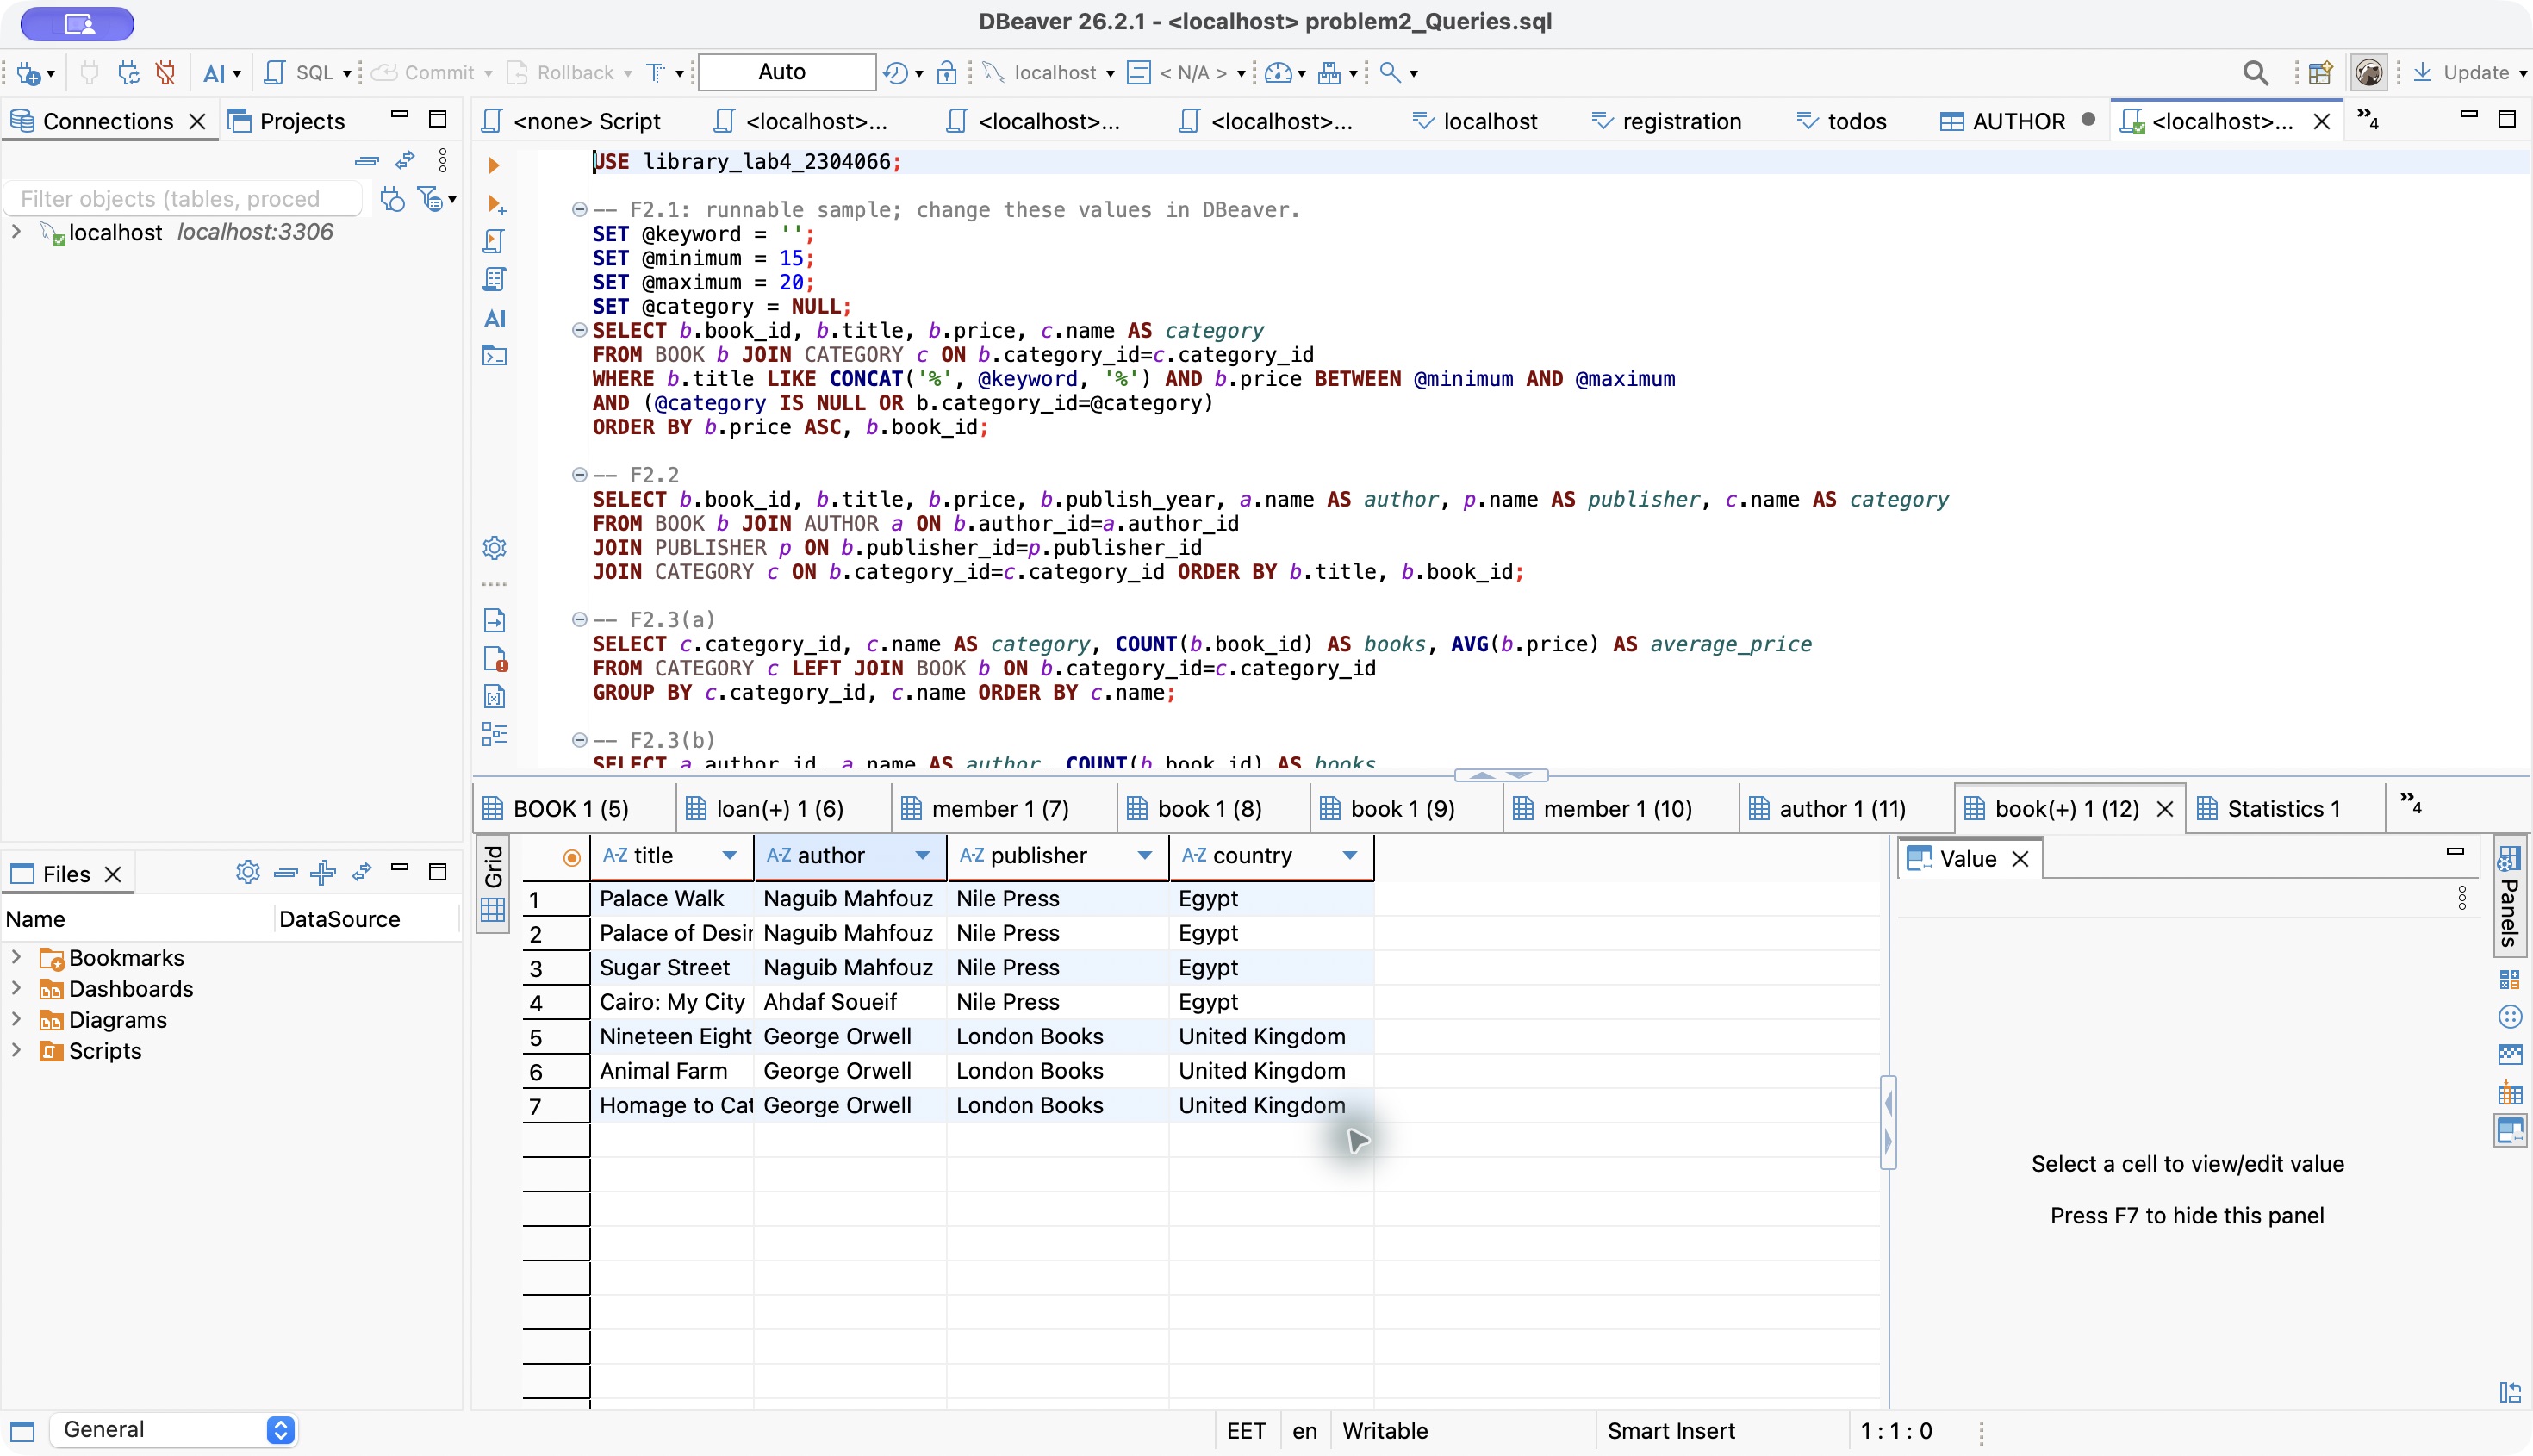 DBeaver 26.2.1 - <localhost> problem2_Queries.sql
AI SQL Commit Rollback T Auto localhost < N/A > Update
Connections Projects
<none> Script <localhost>... <localhost>... <localhost>... localhost registration todos AUTHOR <localhost>... »4
Filter objects (tables, proced
localhost localhost:3306
AI
USE library_lab4_2304066;
-- F2.1: runnable sample; change these values in DBeaver.
SET @keyword = '';
SET @minimum = 15;
SET @maximum = 20;
SET @category = NULL;
SELECT b.book_id, b.title, b.price, c.name AS category
FROM BOOK b JOIN CATEGORY c ON b.category_id=c.category_id
WHERE b.title LIKE CONCAT('%', @keyword, '%') AND b.price BETWEEN @minimum AND @maximum
AND (@category IS NULL OR b.category_id=@category)
ORDER BY b.price ASC, b.book_id;
-- F2.2
SELECT b.book_id, b.title, b.price, b.publish_year, a.name AS author, p.name AS publisher, c.name AS category
FROM BOOK b JOIN AUTHOR a ON b.author_id=a.author_id
JOIN PUBLISHER p ON b.publisher_id=p.publisher_id
JOIN CATEGORY c ON b.category_id=c.category_id ORDER BY b.title, b.book_id;
-- F2.3(a)
SELECT c.category_id, c.name AS category, COUNT(b.book_id) AS books, AVG(b.price) AS average_price
FROM CATEGORY c LEFT JOIN BOOK b ON b.category_id=c.category_id
GROUP BY c.category_id, c.name ORDER BY c.name;
-- F2.3(b)
SELECT a.author_id, a.name AS author, COUNT(b.book_id) AS books
BOOK 1 (5) loan(+) 1 (6) member 1 (7) book 1 (8) book 1 (9) member 1 (10) author 1 (11) book(+) 1 (12) Statistics 1 »4
Grid
A-Z title A-Z author A-Z publisher A-Z country
1 Palace Walk Naguib Mahfouz Nile Press Egypt
2 Palace of Desir Naguib Mahfouz Nile Press Egypt
3 Sugar Street Naguib Mahfouz Nile Press Egypt
4 Cairo: My City Ahdaf Soueif Nile Press Egypt
5 Nineteen Eight George Orwell London Books United Kingdom
6 Animal Farm George Orwell London Books United Kingdom
7 Homage to Cat George Orwell London Books United Kingdom
Value
Panels
Select a cell to view/edit value
Press F7 to hide this panel
Files
Name DataSource
Bookmarks
Dashboards
Diagrams
Scripts
General
EET en Writable Smart Insert 1:1:0